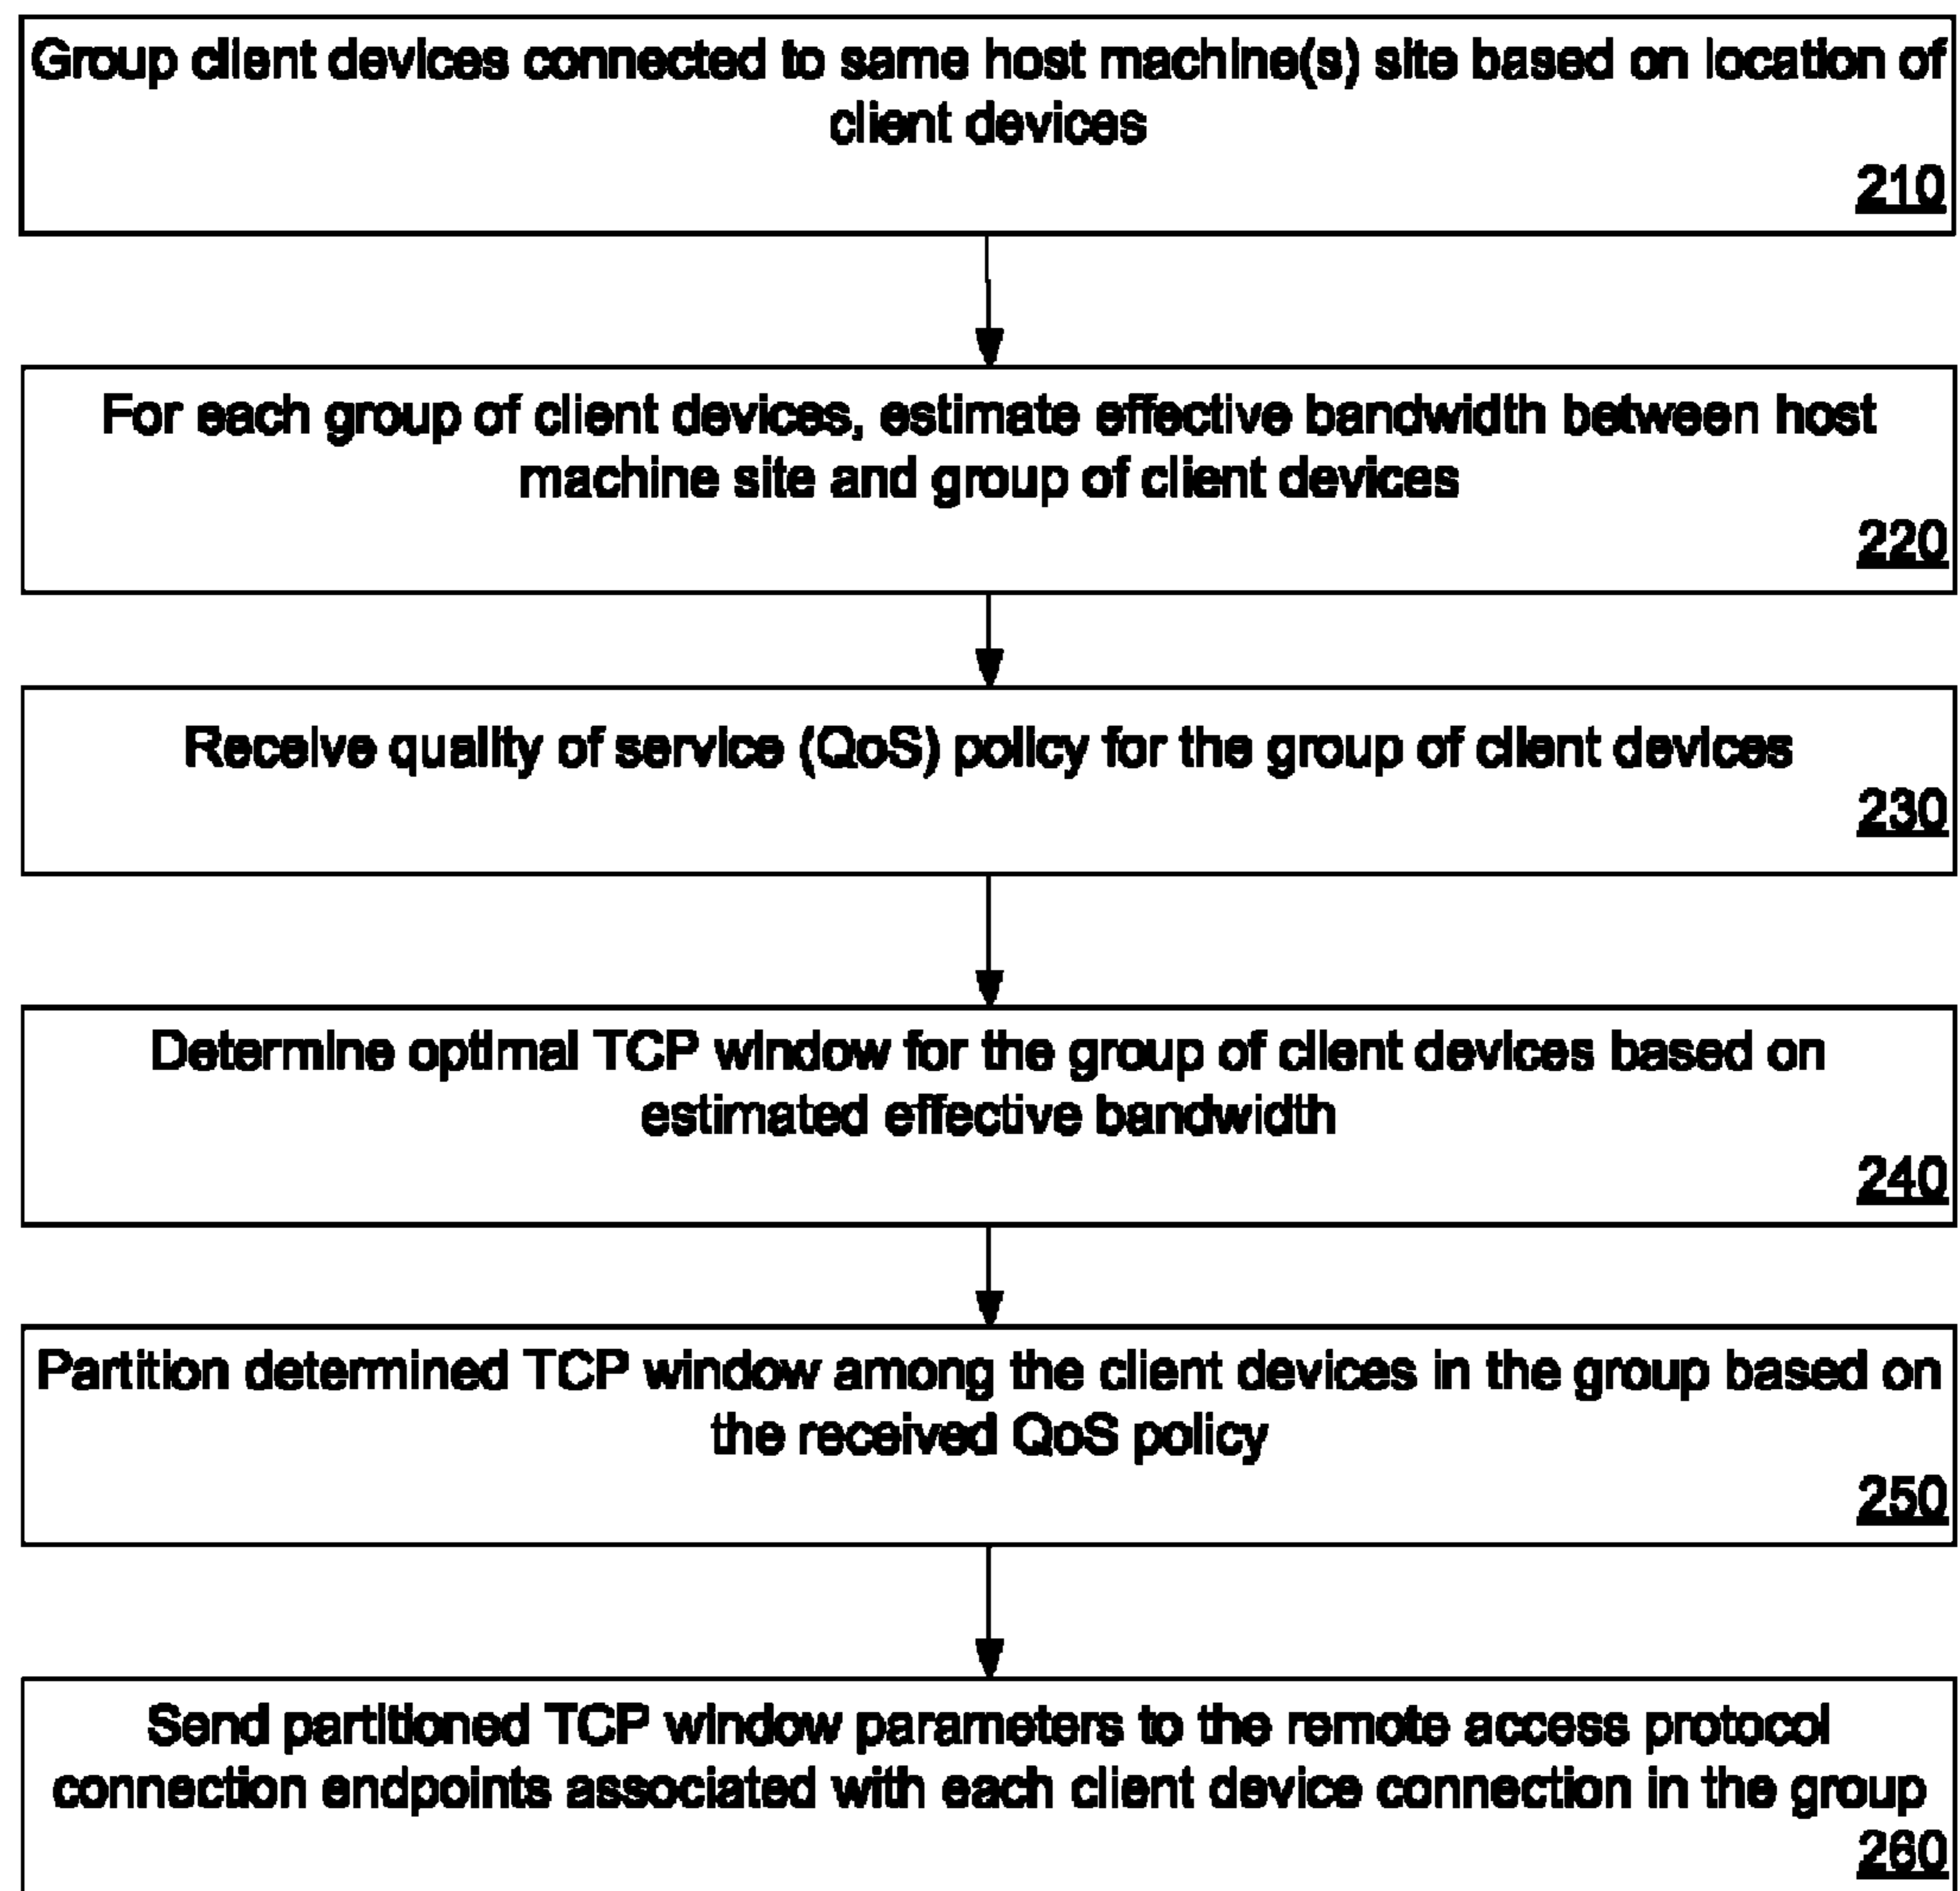 Group client devices connected to same host machine(s) site based on location of
client devices
210
For each group of client devices, estimate effective bandwidth between host
machine site and group of client devices
220
Receive quality of service (QoS) policy for the group of client devices
230
Determine optimal TCP window for the group of client devices based on
estimated effective bandwidth
240
Partition determined TCP window among the client devices in the group based on
the received QoS policy
250
Send partitioned TCP window parameters to the remote access protocol
connection endpoints associated with each client device connection in the group
260